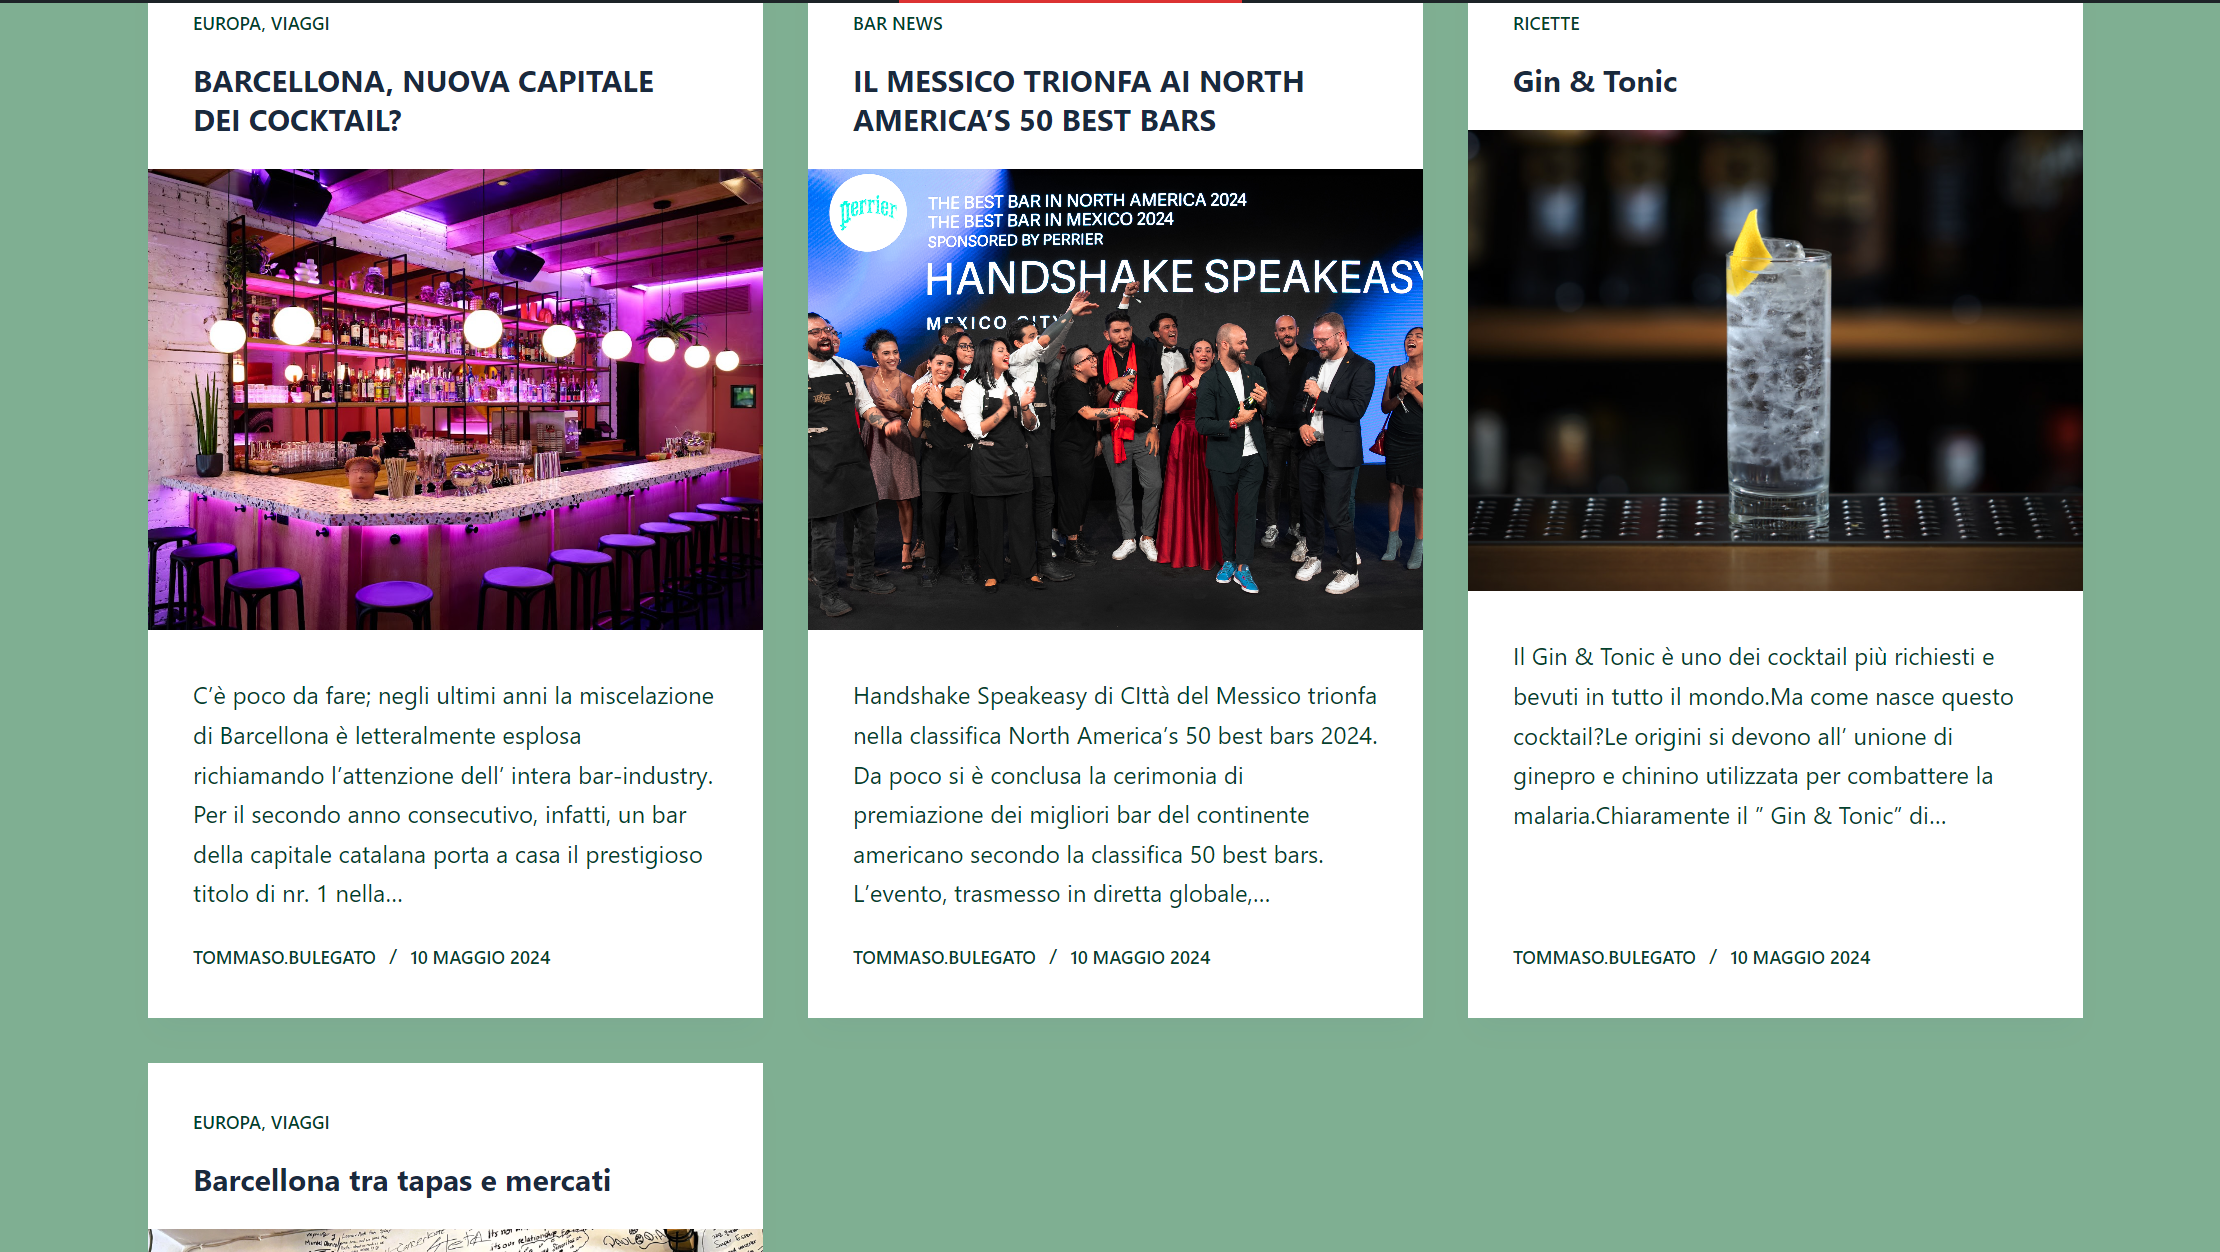 EUROPA, VIAGGI
BARCELLONA, NUOVA CAPITALE
DEI COCKTAIL?
C’è poco da fare; negli ultimi anni la miscelazione
di Barcellona è letteralmente esplosa
richiamando l’attenzione dell’ intera bar-industry.
Per il secondo anno consecutivo, infatti, un bar
della capitale catalana porta a casa il prestigioso
titolo di nr. 1 nella…
TOMMASO.BULEGATO / 10 MAGGIO 2024
BAR NEWS
IL MESSICO TRIONFA AI NORTH
AMERICA’S 50 BEST BARS
perrier
THE BEST BAR IN NORTH AMERICA 2024
THE BEST BAR IN MEXICO 2024
SPONSORED BY PERRIER
HANDSHAKE SPEAKEASY
MEXICO CITY
Handshake Speakeasy di CIttà del Messico trionfa
nella classifica North America’s 50 best bars 2024.
Da poco si è conclusa la cerimonia di
premiazione dei migliori bar del continente
americano secondo la classifica 50 best bars.
L’evento, trasmesso in diretta globale,…
TOMMASO.BULEGATO / 10 MAGGIO 2024
RICETTE
Gin & Tonic
Il Gin & Tonic è uno dei cocktail più richiesti e
bevuti in tutto il mondo.Ma come nasce questo
cocktail?Le origini si devono all’ unione di
ginepro e chinino utilizzata per combattere la
malaria.Chiaramente il ” Gin & Tonic” di…
TOMMASO.BULEGATO / 10 MAGGIO 2024
EUROPA, VIAGGI
Barcellona tra tapas e mercati
its our relationship